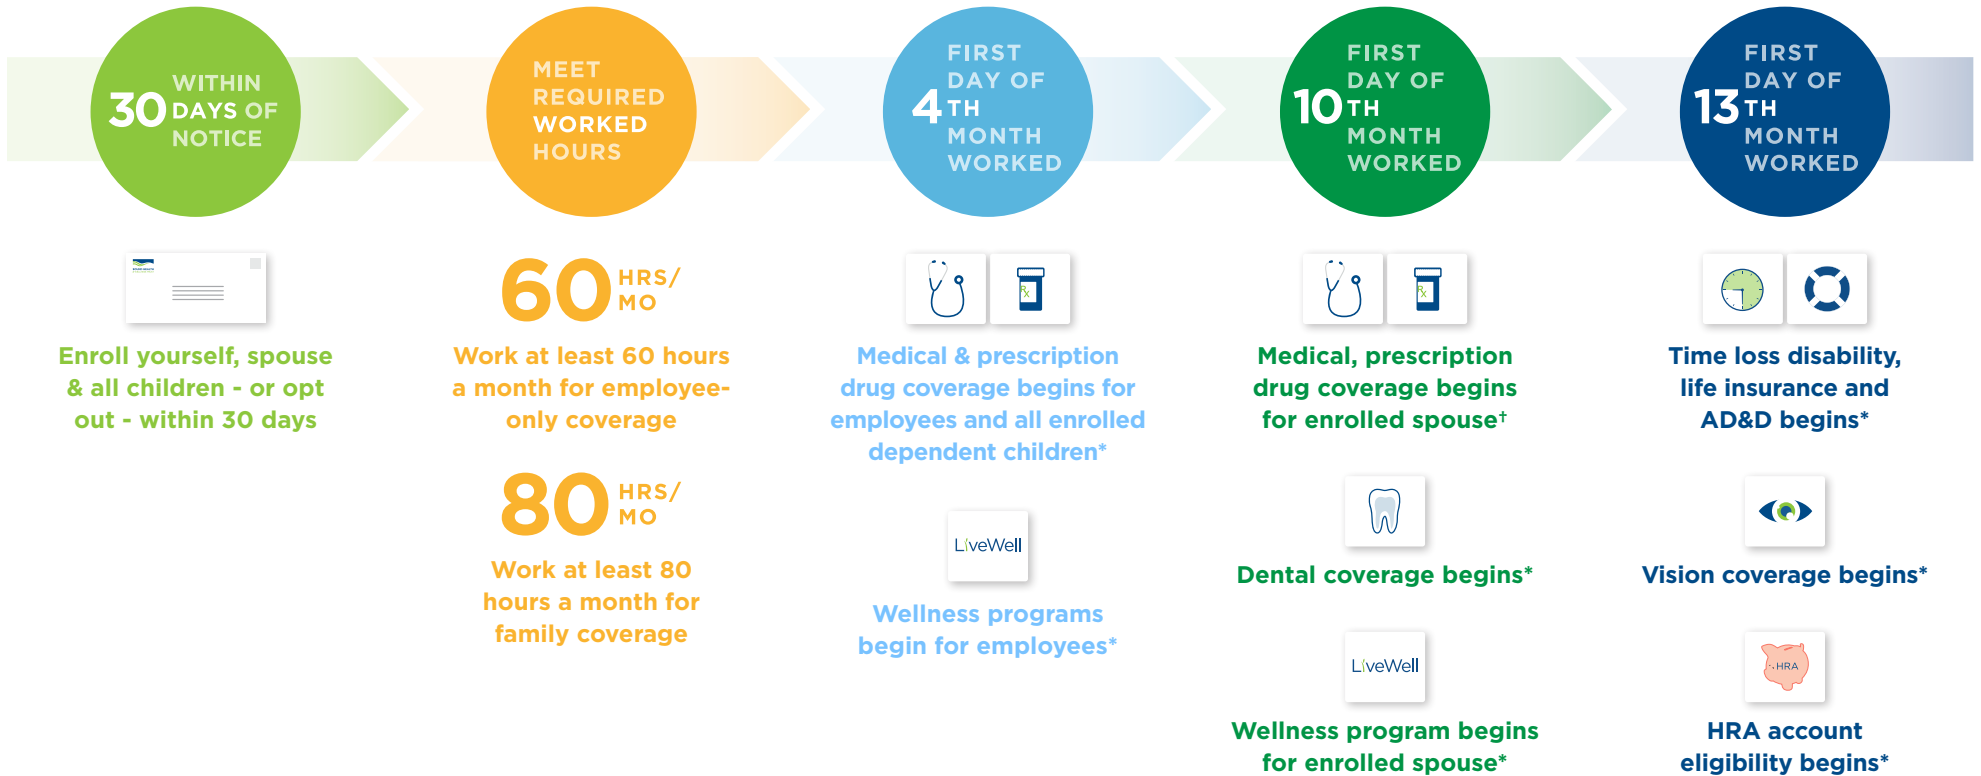 WITHIN
30 DAYS OF
NOTICE
MEET
REQUIRED
WORKED
HOURS
FIRST
DAY OF
4TH
MONTH
WORKED
FIRST
DAY OF
10TH
MONTH
WORKED
FIRST
DAY OF
13TH
MONTH
WORKED
Enroll yourself, spouse
& all children - or opt
out - within 30 days
60 HRS/
MO
Work at least 60 hours
a month for employee-
only coverage
80 HRS/
MO
Work at least 80
hours a month for
family coverage
Rx
Medical & prescription
drug coverage begins for
employees and all enrolled
dependent children*
LiveWell
Wellness programs
begin for employees*
Rx
Medical, prescription
drug coverage begins
for enrolled spouse†
Dental coverage begins*
LiveWell
Wellness program begins
for enrolled spouse*
Time loss disability,
life insurance and
AD&D begins*
Vision coverage begins*
HRA
HRA account
eligibility begins*